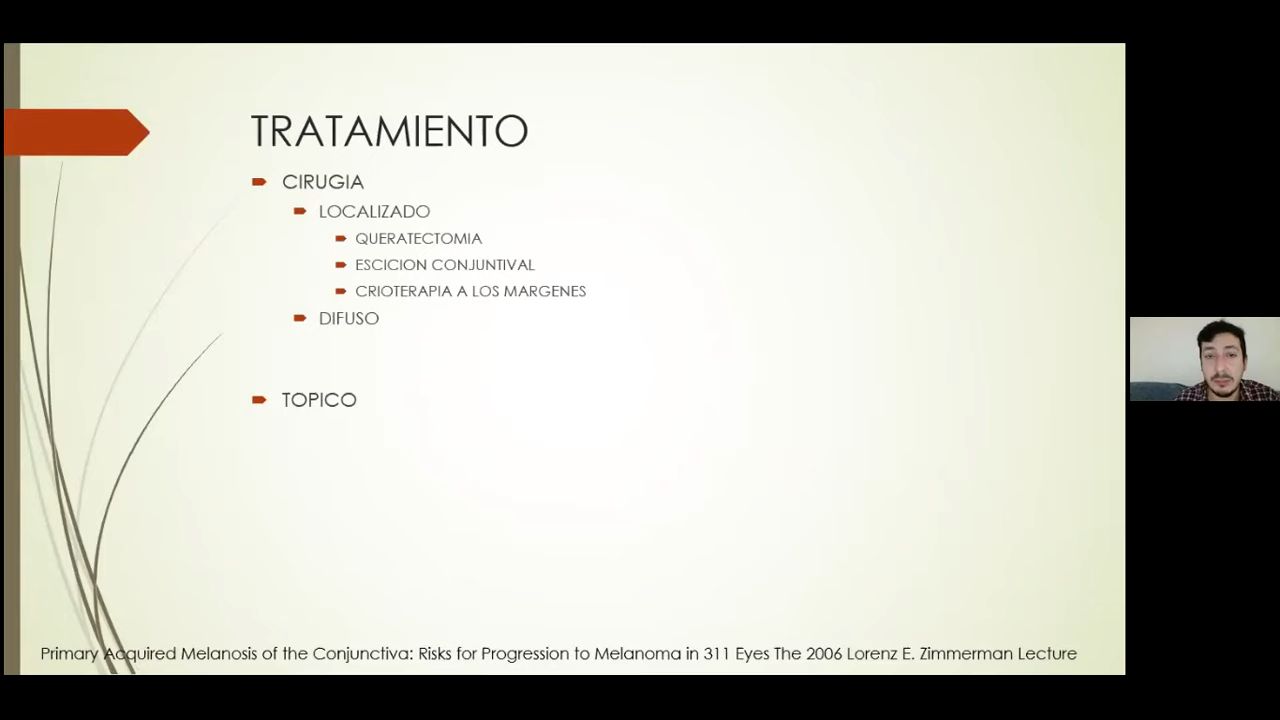 TRATAMIENTO
CIRUGIA
LOCALIZADO
QUERATECTOMIA
ESCICION CONJUNTIVAL
CRIOTERAPIA A LOS MARGENES
DIFUSO
TOPICO
Primary Acquired Melanosis of the Conjunctiva: Risks for Progression to Melanoma in 311 Eyes The 2006 Lorenz E. Zimmerman Lecture